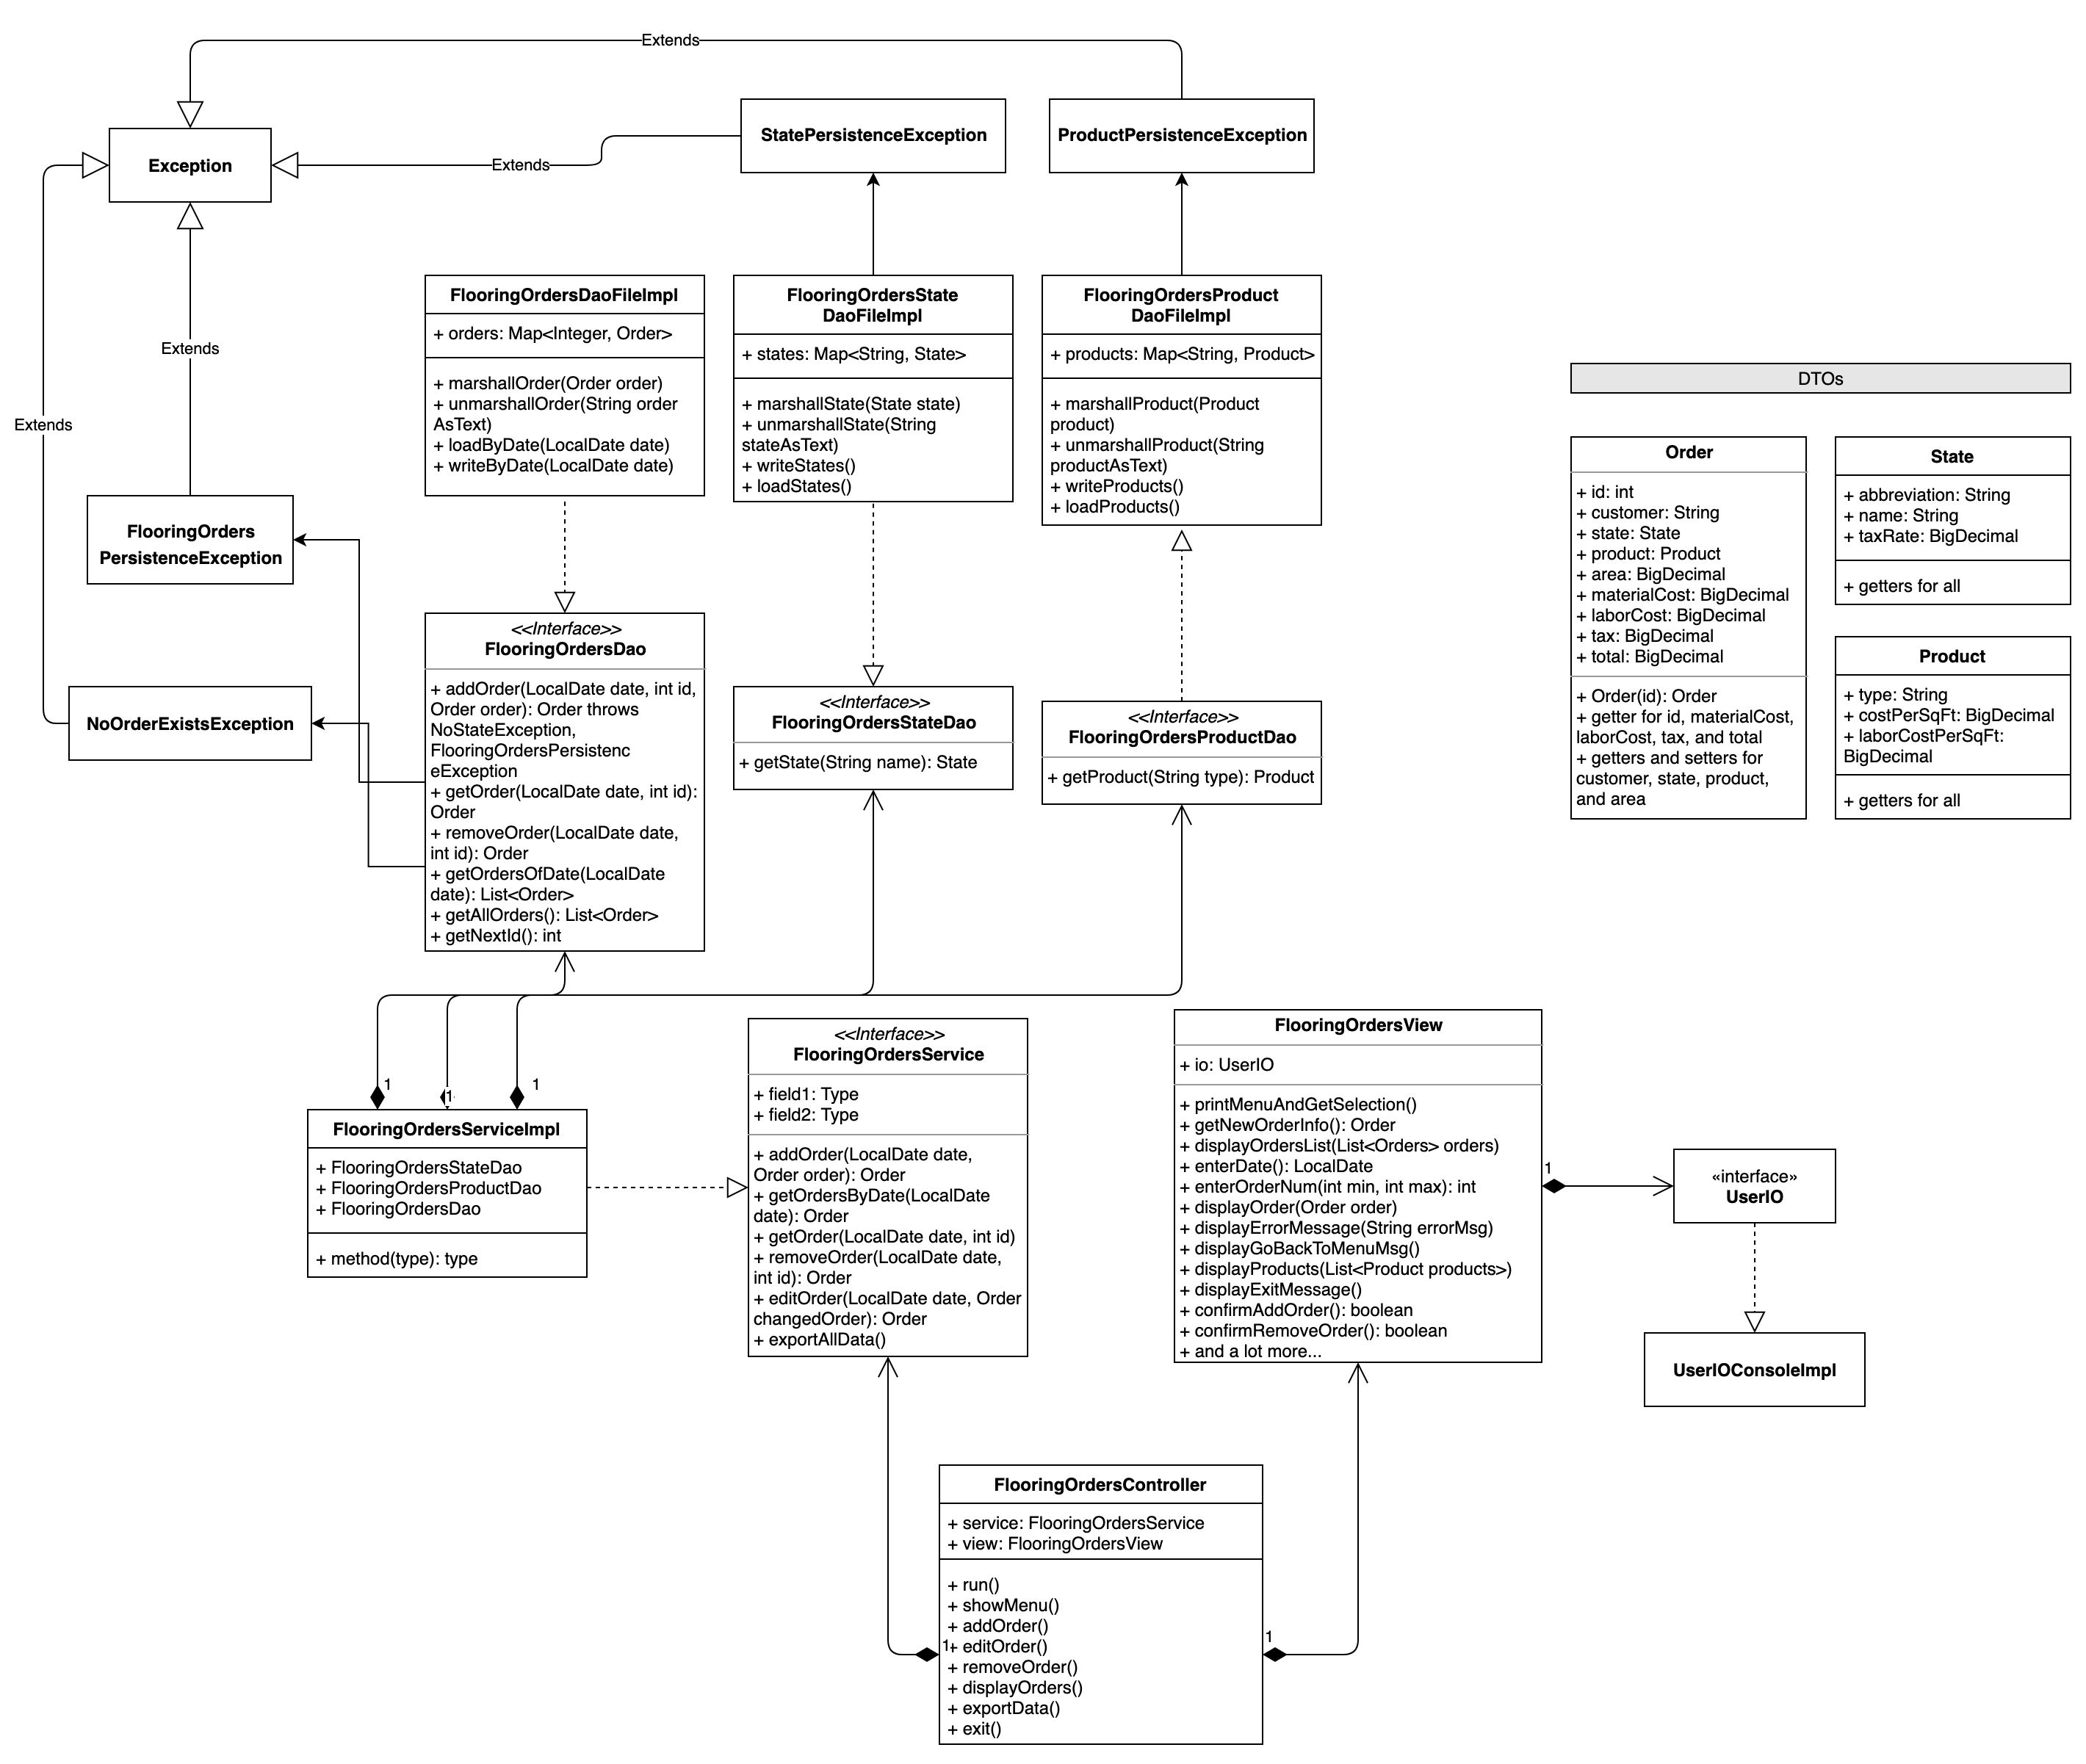 Extends
StatePersistenceException
ProductPersistenceException
Exception
Extends
FlooringOrdersDaoFileImpl
+ orders: Map<Integer, Order>
+ marshallOrder(Order order)
+ unmarshallOrder(String order
AsText)
+ loadByDate(LocalDate date)
+ writeByDate(LocalDate date)
FlooringOrdersState
DaoFileImpl
+ states: Map<String, State>
+ marshallState(State state)
+ unmarshallState(String
stateAsText)
+ writeStates()
+ loadStates()
FlooringOrdersProduct
DaoFileImpl
+ products: Map<String, Product>
+ marshallProduct(Product
product)
+ unmarshallProduct(String
productAsText)
+ writeProducts()
+ loadProducts()
Extends
Extends
DTOs
Order
+ id: int
+ customer: String
+ state: State
+ product: Product
+ area: BigDecimal
+ materialCost: BigDecimal
+ laborCost: BigDecimal
+ tax: BigDecimal
+ total: BigDecimal
+ Order(id): Order
+ getter for id, materialCost,
laborCost, tax, and total
+ getters and setters for
customer, state, product,
and area
State
+ abbreviation: String
+ name: String
+ taxRate: BigDecimal
+ getters for all
Product
+ type: String
+ costPerSqFt: BigDecimal
+ laborCostPerSqFt:
BigDecimal
+ getters for all
FlooringOrders
PersistenceException
NoOrderExistsException
<<Interface>>
FlooringOrdersDao
+ addOrder(LocalDate date, int id,
Order order): Order throws
NoStateException,
FlooringOrdersPersistenc
eException
+ getOrder(LocalDate date, int id):
Order
+ removeOrder(LocalDate date,
int id): Order
+ getOrdersOfDate(LocalDate
date): List<Order>
+ getAllOrders(): List<Order>
+ getNextId(): int
<<Interface>>
FlooringOrdersStateDao
+ getState(String name): State
<<Interface>>
FlooringOrdersProductDao
+ getProduct(String type): Product
1
1
1
FlooringOrdersServiceImpl
+ FlooringOrdersStateDao
+ FlooringOrdersProductDao
+ FlooringOrdersDao
+ method(type): type
<<Interface>>
FlooringOrdersService
+ field1: Type
+ field2: Type
+ addOrder(LocalDate date,
Order order): Order
+ getOrdersByDate(LocalDate
date): Order
+ getOrder(LocalDate date, int id)
+ removeOrder(LocalDate date,
int id): Order
+ editOrder(LocalDate date, Order
changedOrder): Order
+ exportAllData()
FlooringOrdersView
+ io: UserIO
+ printMenuAndGetSelection()
+ getNewOrderInfo(): Order
+ displayOrdersList(List<Orders> orders)
+ enterDate(): LocalDate
+ enterOrderNum(int min, int max): int
+ displayOrder(Order order)
+ displayErrorMessage(String errorMsg)
+ displayGoBackToMenuMsg()
+ displayProducts(List<Product products>)
+ displayExitMessage()
+ confirmAddOrder(): boolean
+ confirmRemoveOrder(): boolean
+ and a lot more...
1
«interface»
UserIO
UserIOConsoleImpl
FlooringOrdersController
+ service: FlooringOrdersService
+ view: FlooringOrdersView
+ run()
+ showMenu()
+ addOrder()
+ editOrder()
+ removeOrder()
+ displayOrders()
+ exportData()
+ exit()
1
1